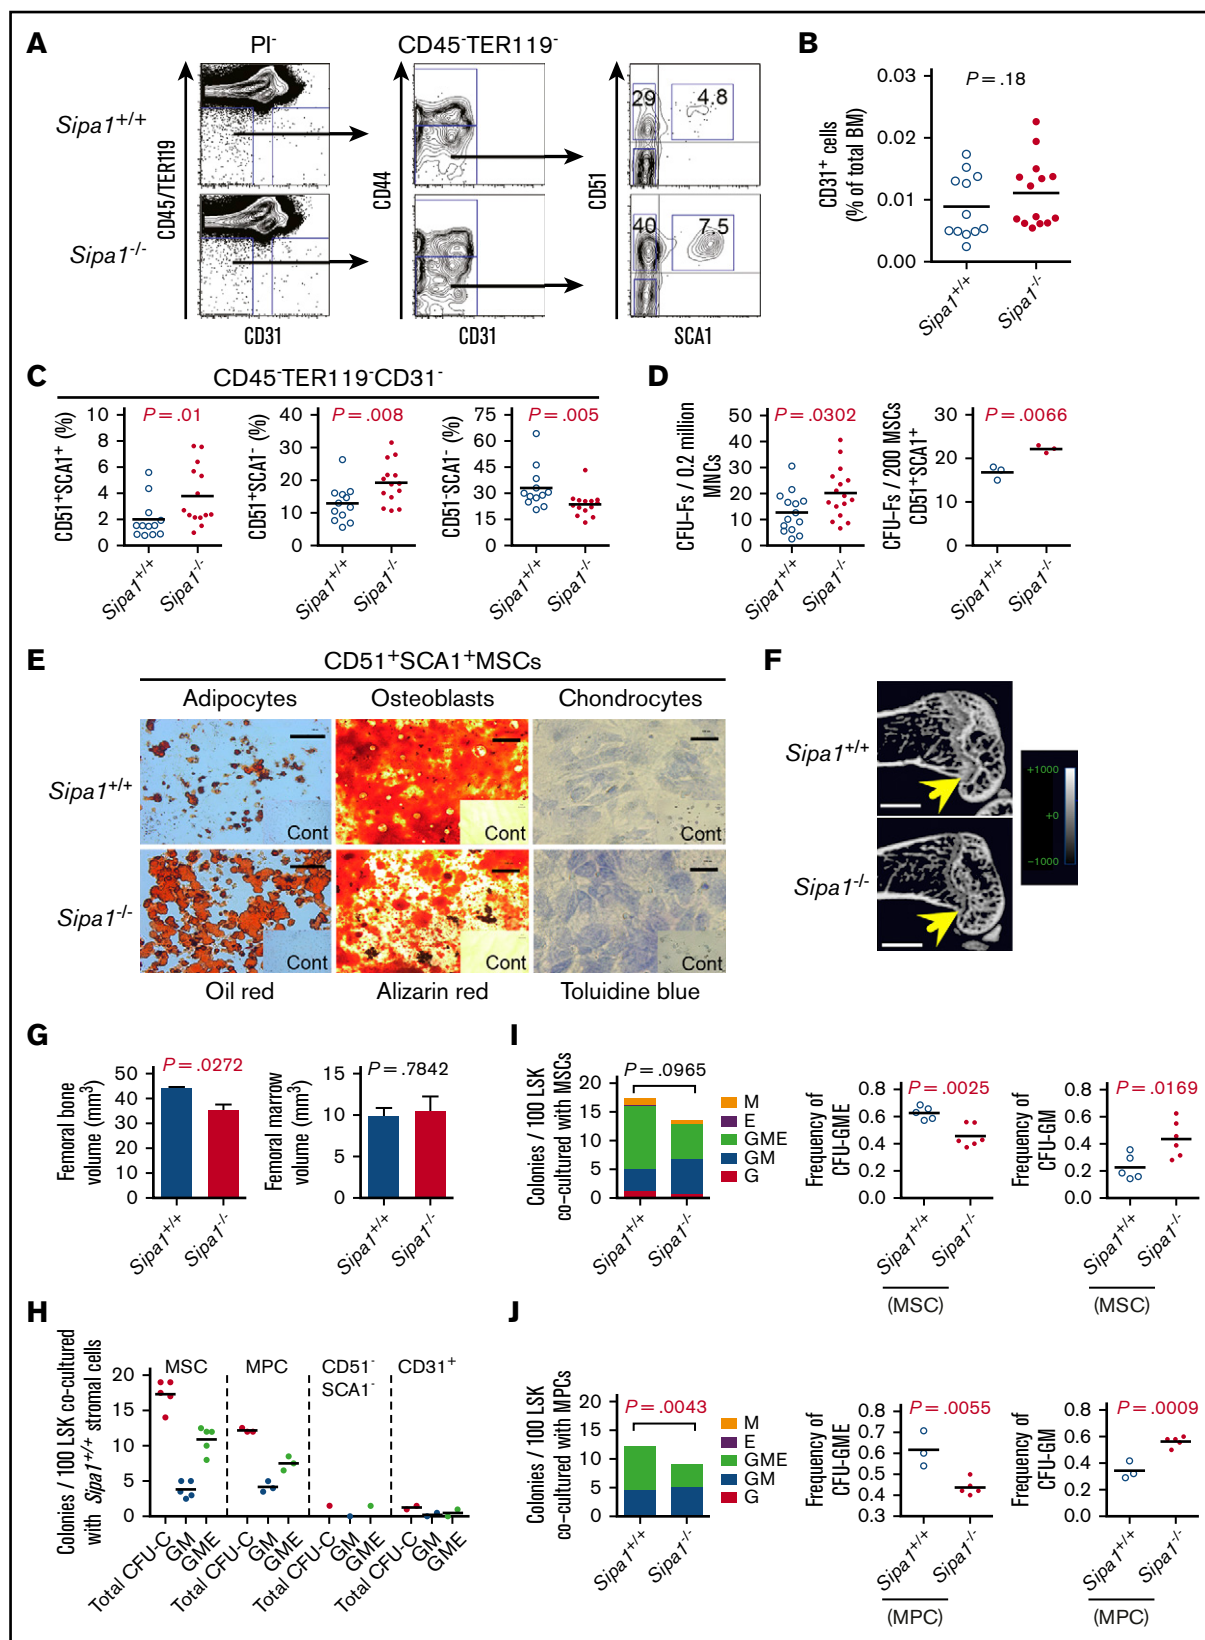 A
PI-
CD45-TER119-
Sipa1+/+
Sipa1-/-
CD45/TER119
CD31
CD44
CD31
CD51
SCA1
29
4.8
40
7.5
B
P = .18
CD31+ cells
(% of total BM)
0.03
0.02
0.01
0.00
Sipa1+/+
Sipa1-/-
C
CD45-TER119-CD31-
P = .01
CD51+SCA1+ (%)
10
8
6
4
2
0
Sipa1+/+
Sipa1-/-
P = .008
CD51+SCA1- (%)
40
30
20
10
0
Sipa1+/+
Sipa1-/-
P = .005
CD51-SCA1- (%)
75
60
45
30
15
0
Sipa1+/+
Sipa1-/-
D
P = .0302
CFU-Fs / 0.2 million
MNCs
50
40
30
20
10
0
Sipa1+/+
Sipa1-/-
P = .0066
CFU-Fs / 200 MSCs
CD51+SCA1+
30
20
10
0
Sipa1+/+
Sipa1-/-
E
CD51+SCA1+MSCs
Adipocytes
Osteoblasts
Chondrocytes
Sipa1+/+
Cont
Cont
Cont
Sipa1-/-
Cont
Cont
Cont
Oil red
Alizarin red
Toluidine blue
F
Sipa1+/+
Sipa1-/-
+1000
+0
-1000
G
P = .0272
Femoral bone
volume (mm3)
50
40
30
20
10
0
Sipa1+/+
Sipa1-/-
P = .7842
Femoral marrow
volume (mm3)
15
10
5
0
Sipa1+/+
Sipa1-/-
H
Colonies / 100 LSK co-cultured
with Sipa1+/+ stromal cells
20
15
10
5
0
MSC
MPC
CD51-
SCA1-
CD31+
Total CFU-C
GM
GME
Total CFU-C
GM
GME
Total CFU-C
GM
GME
Total CFU-C
GM
GME
I
P = .0965
Colonies / 100 LSK
co-cultured with MSCs
20
15
10
5
0
Sipa1+/+
Sipa1-/-
M
E
GME
GM
G
P = .0025
Frequency of
CFU-GME
0.8
0.6
0.4
0.2
0.0
Sipa1+/+
Sipa1-/-
(MSC)
P = .0169
Frequency of
CFU-GM
0.8
0.6
0.4
0.2
0.0
Sipa1+/+
Sipa1-/-
(MSC)
J
P = .0043
Colonies / 100 LSK
co-cultured with MPCs
20
15
10
5
0
Sipa1+/+
Sipa1-/-
M
E
GME
GM
G
P = .0055
Frequency of
CFU-GME
0.8
0.7
0.6
0.5
0.4
0.3
Sipa1+/+
Sipa1-/-
(MPC)
P = .0009
Frequency of
CFU-GM
0.8
0.6
0.4
0.2
0.0
Sipa1+/+
Sipa1-/-
(MPC)